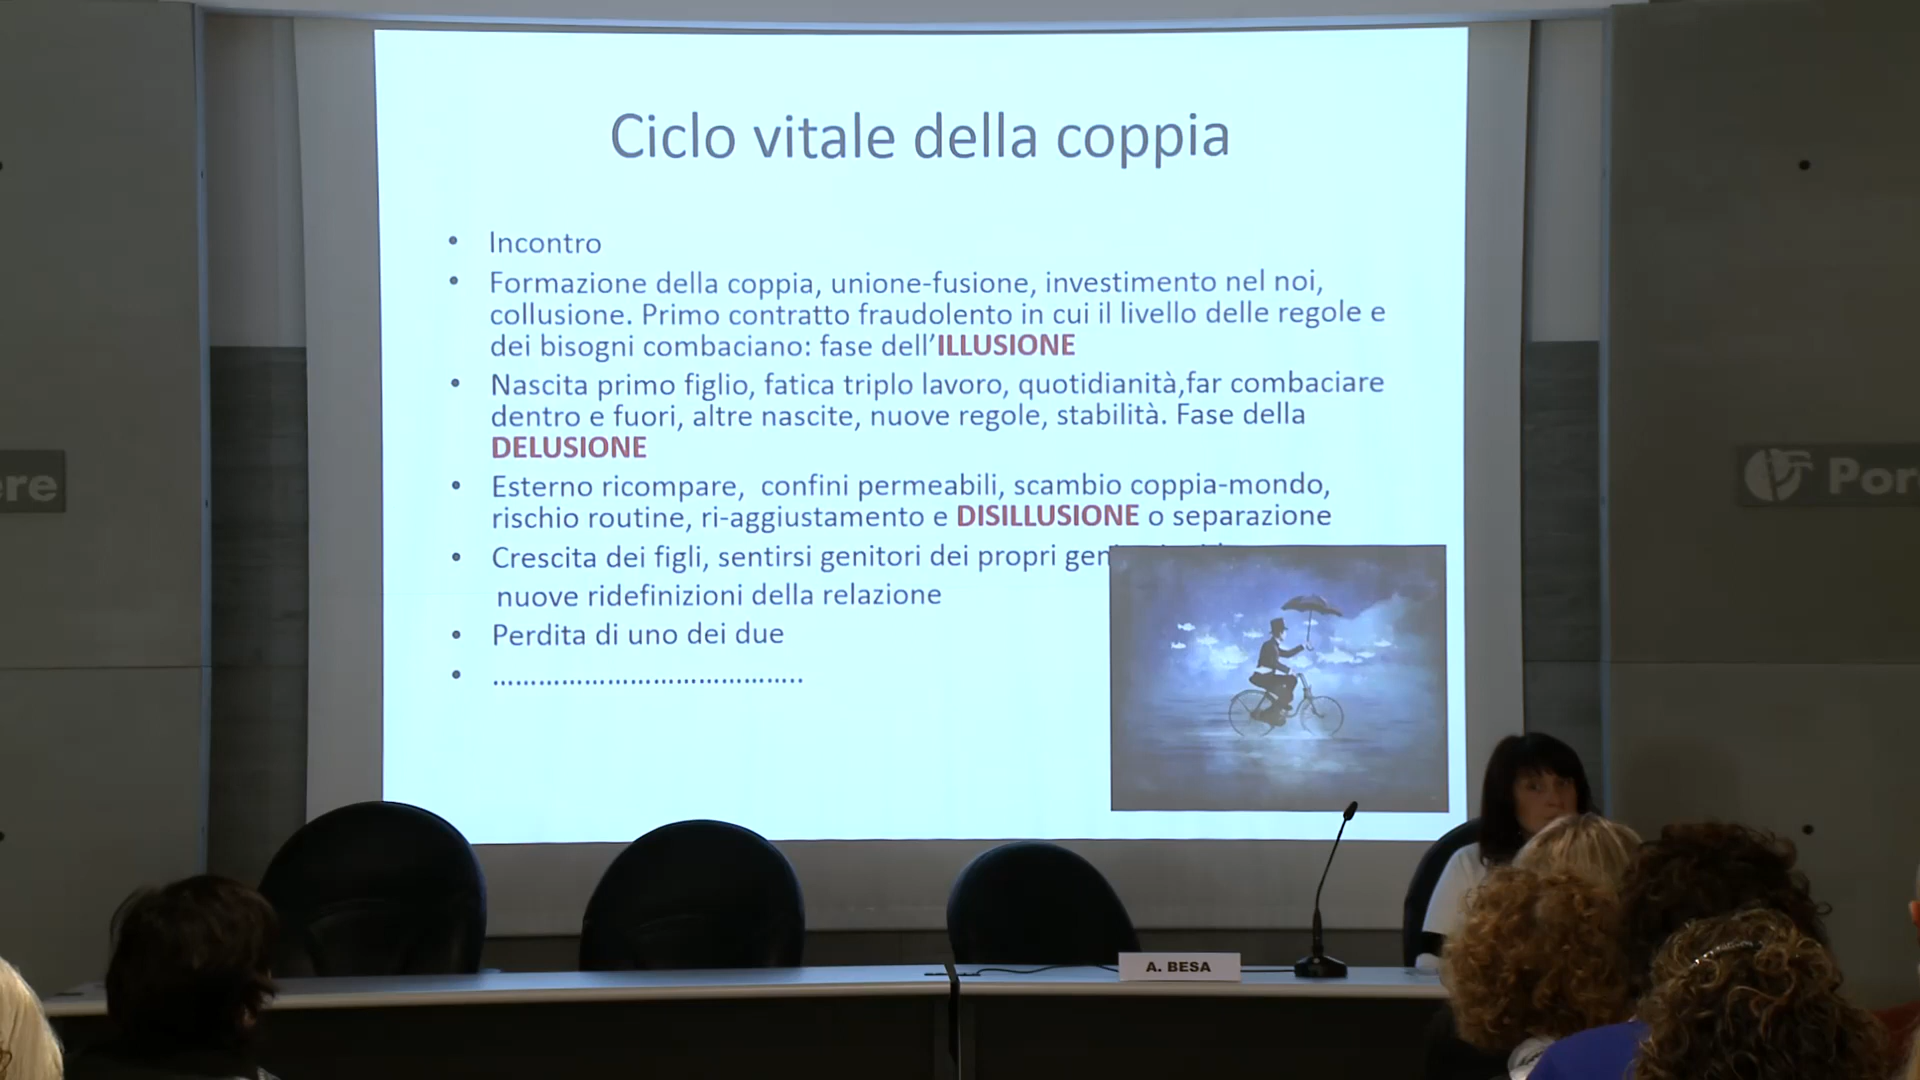 Ciclo vitale della coppia
• Incontro
• Formazione della coppia, unione-fusione, investimento nel noi,
collusione. Primo contratto fraudolento in cui il livello delle regole e
dei bisogni combaciano: fase dell'ILLUSIONE
• Nascita primo figlio, fatica triplo lavoro, quotidianità,far combaciare
dentro e fuori, altre nascite, nuove regole, stabilità. Fase della
DELUSIONE
• Esterno ricompare, confini permeabili, scambio coppia-mondo,
rischio routine, ri-aggiustamento e DISILLUSIONE o separazione
• Crescita dei figli, sentirsi genitori dei propri gen
nuove ridefinizioni della relazione
• Perdita di uno dei due
• ........................................
ere
Por
A. BESA